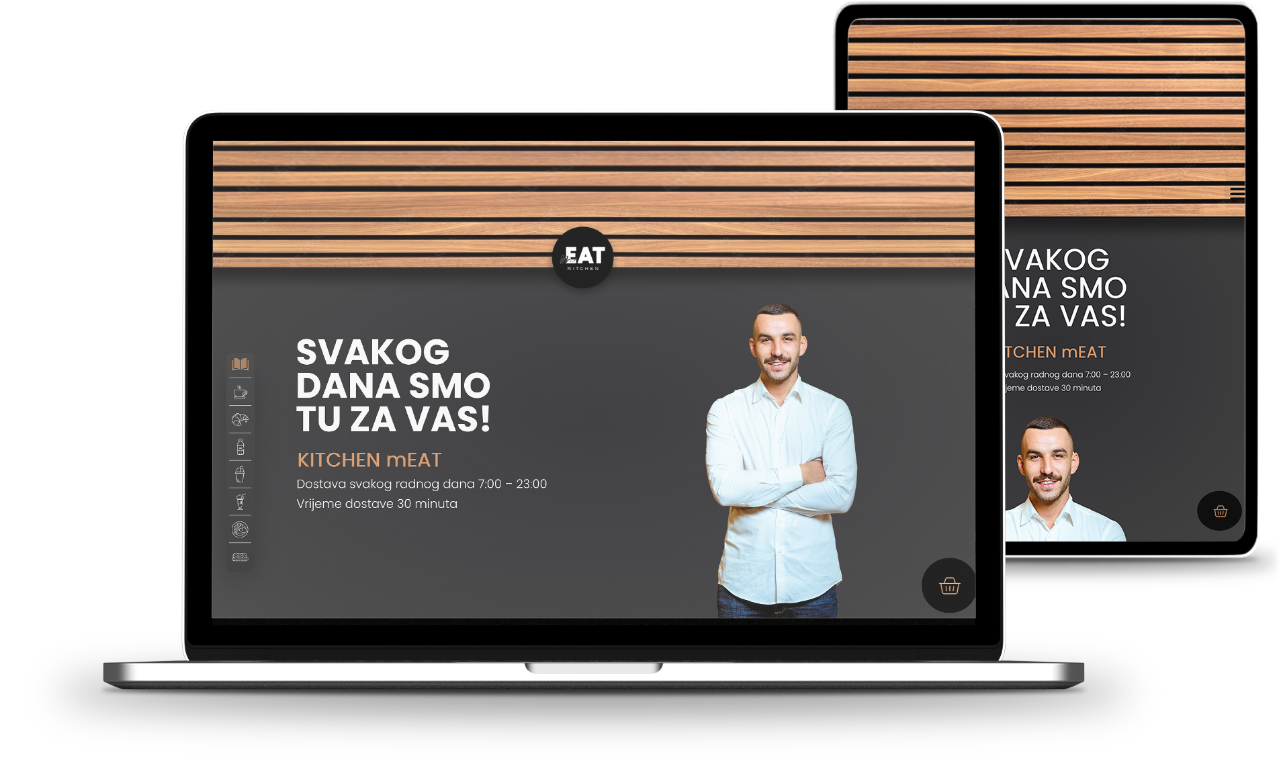 EAT
KITCHEN
SVAKOG
DANA SMO
TU ZA VAS!
KITCHEN mEAT
Dostava svakog radnog dana 7:00 – 23:00
Vrijeme dostave 30 minuta
VAKOG
ANA SMO
ZA VAS!
TCHEN mEAT
vakog radnog dana 7:00 – 23:00
jeme dostave 30 minuta